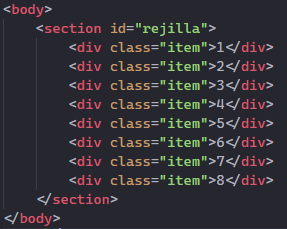 <body>
<section id="rejilla">
<div class="item">1</div>
<div class="item">2</div>
<div class="item">3</div>
<div class="item">4</div>
<div class="item">5</div>
<div class="item">6</div>
<div class="item">7</div>
<div class="item">8</div>
</section>
</body>